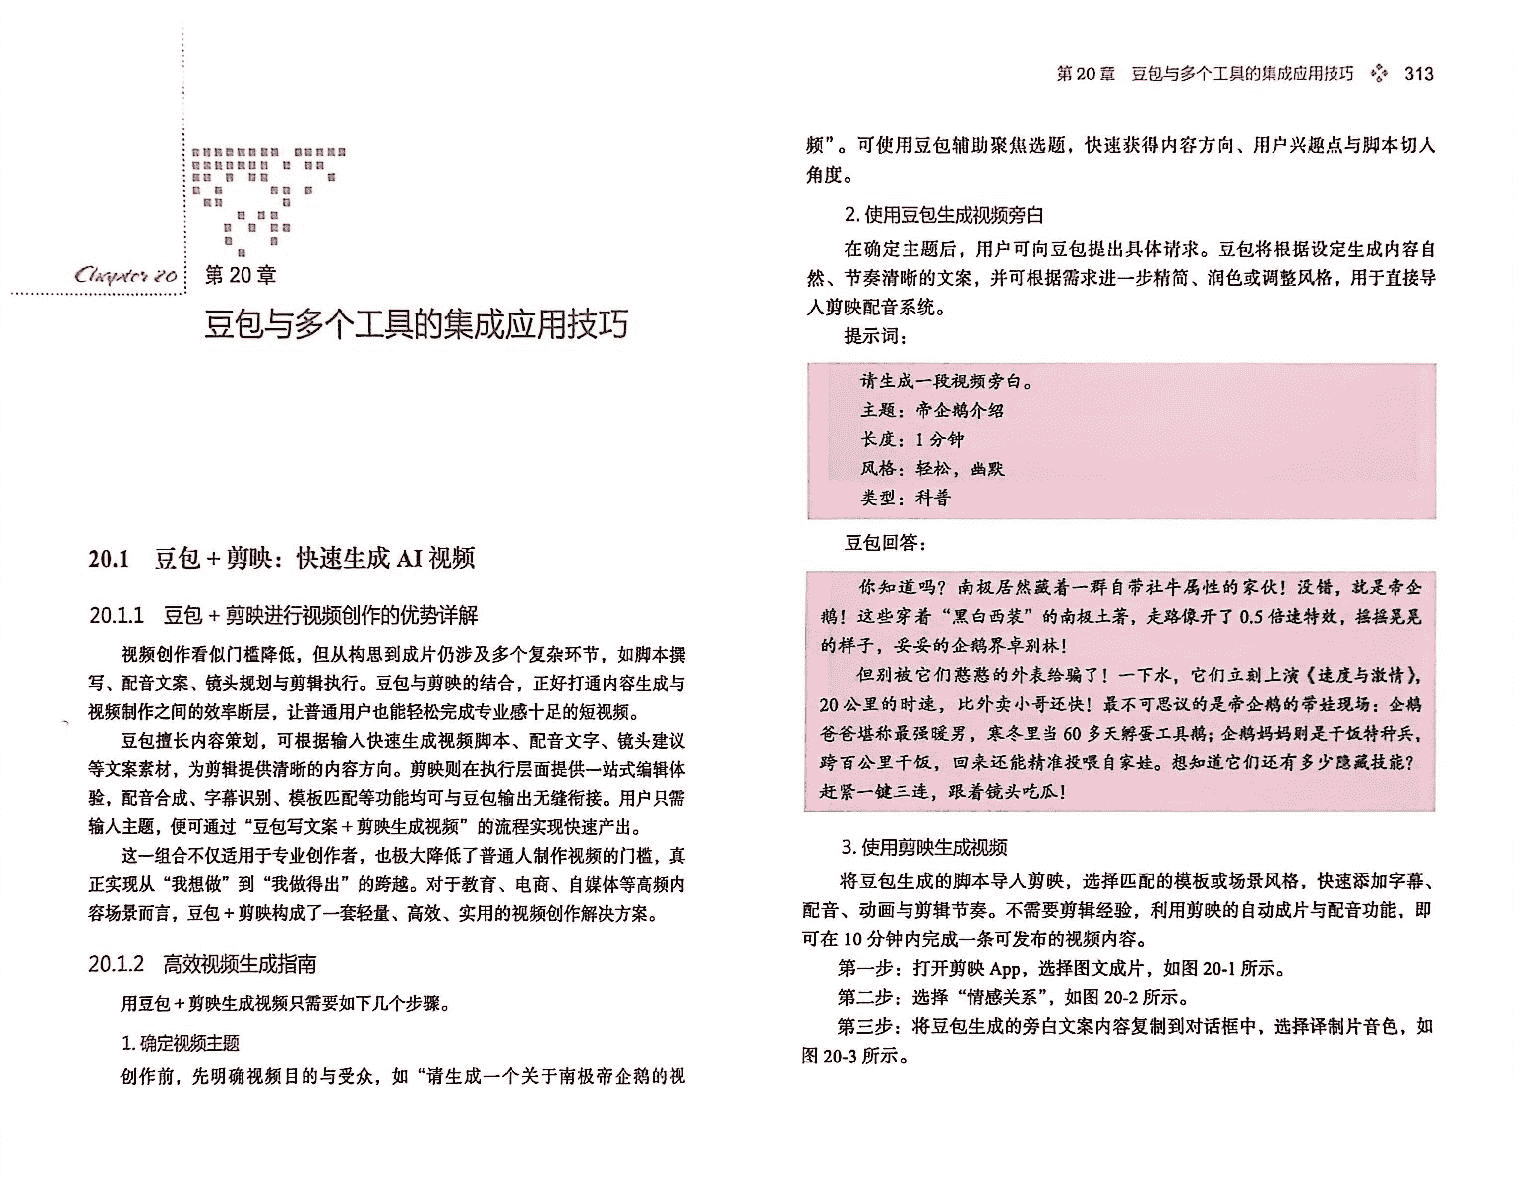 Chapter 20
第20章
豆包与多个工具的集成应用技巧
20.1 豆包+剪映：快速生成AI视频
20.1.1 豆包+剪映进行视频创作的优势详解
视频创作看似门槛降低，但从构思到成片仍涉及多个复杂环节，如脚本撰
写、配音文案、镜头规划与剪辑执行。豆包与剪映的结合，正好打通内容生成与
视频制作之间的效率断层，让普通用户也能轻松完成专业感十足的短视频。
豆包擅长内容策划，可根据输入快速生成视频脚本、配音文字、镜头建议
等文案素材，为剪辑提供清晰的内容方向。剪映则在执行层面提供一站式编辑体
验，配音合成、字幕识别、模板匹配等功能均可与豆包输出无缝衔接。用户只需
输入主题，便可通过“豆包写文案+剪映生成视频”的流程实现快速产出。
这一组合不仅适用于专业创作者，也极大降低了普通人制作视频的门槛，真
正实现从“我想做”到“我做得出”的跨越。对于教育、电商、自媒体等高频内
容场景而言，豆包+剪映构成了一套轻量、高效、实用的视频创作解决方案。
20.1.2 高效视频生成指南
用豆包+剪映生成视频只需要如下几个步骤。
1. 确定视频主题
创作前，先明确视频目的与受众，如“请生成一个关于南极帝企鹅的视
第20章 豆包与多个工具的集成应用技巧 313
频”。可使用豆包辅助聚焦选题，快速获得内容方向、用户兴趣点与脚本切入
角度。
2. 使用豆包生成视频旁白
在确定主题后，用户可向豆包提出具体请求。豆包将根据设定生成内容自
然、节奏清晰的文案，并可根据需求进一步精简、润色或调整风格，用于直接导
入剪映配音系统。
提示词：
请生成一段视频旁白。
主题：帝企鹅介绍
长度：1分钟
风格：轻松，幽默
类型：科普
豆包回答：
你知道吗？南极居然藏着一群自带社牛属性的家伙！没错，就是帝企
鹅！这些穿着“黑白西装”的南极土著，走路像开了0.5倍速特效，摇摇晃晃
的样子，妥妥的企鹅界卓别林！
但别被它们憨憨的外表给骗了！一下水，它们立刻上演《速度与激情》，
20公里的时速，比外卖小哥还快！最不可思议的是帝企鹅的带娃现场：企鹅
爸爸堪称最强暖男，寒冬里当60多天孵蛋工具鹅；企鹅妈妈则是干饭特种兵，
跨百公里干饭，回来还能精准投喂自家娃。想知道它们还有多少隐藏技能？
赶紧一键三连，跟着镜头吃瓜！
3. 使用剪映生成视频
将豆包生成的脚本导入剪映，选择匹配的模板或场景风格，快速添加字幕、
配音、动画与剪辑节奏。不需要剪辑经验，利用剪映的自动成片与配音功能，即
可在10分钟内完成一条可发布的视频内容。
第一步：打开剪映App，选择图文成片，如图20-1所示。
第二步：选择“情感关系”，如图20-2所示。
第三步：将豆包生成的旁白文案内容复制到对话框中，选择译制片音色，如
图20-3所示。